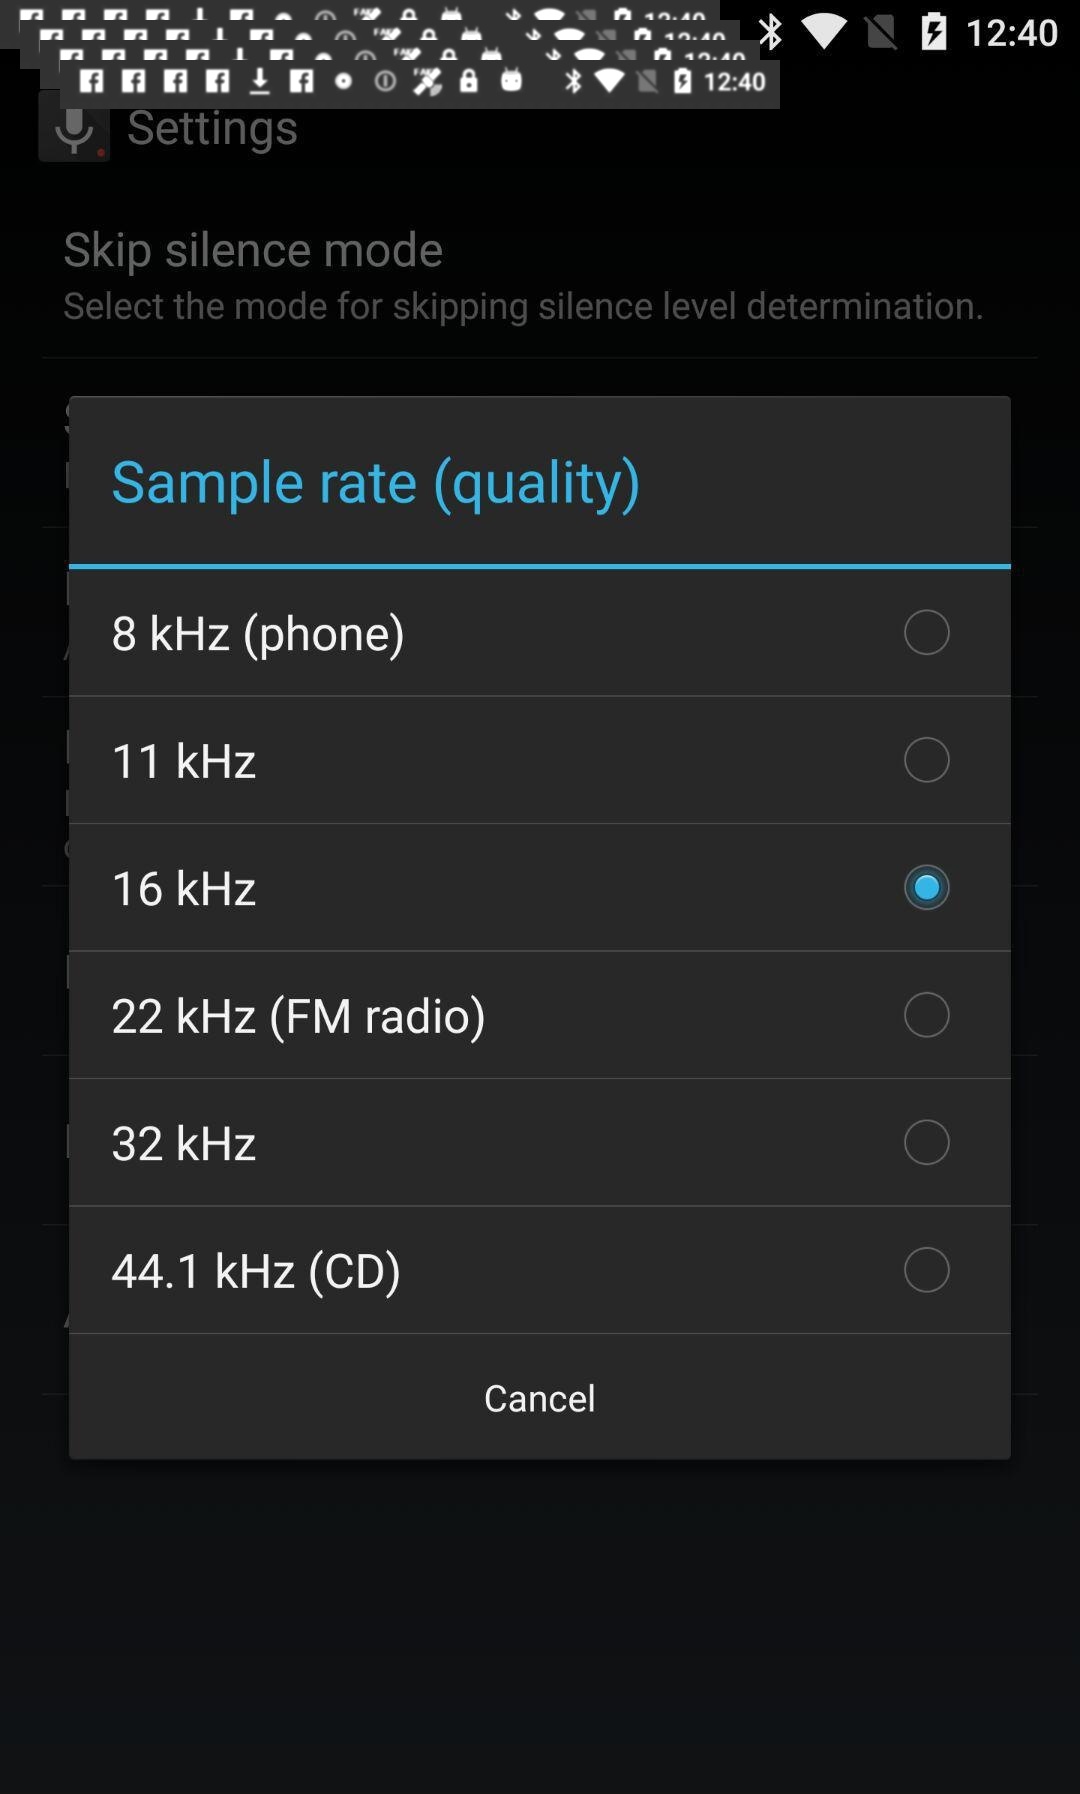 12:40
12:40
Settings
Skip silence mode
Select the mode for skipping silence level determination.
Sample rate (quality)
8 kHz (phone)
11 kHz
16 kHz
22 kHz (FM radio)
32 kHz
44.1 kHz (CD)
Cancel